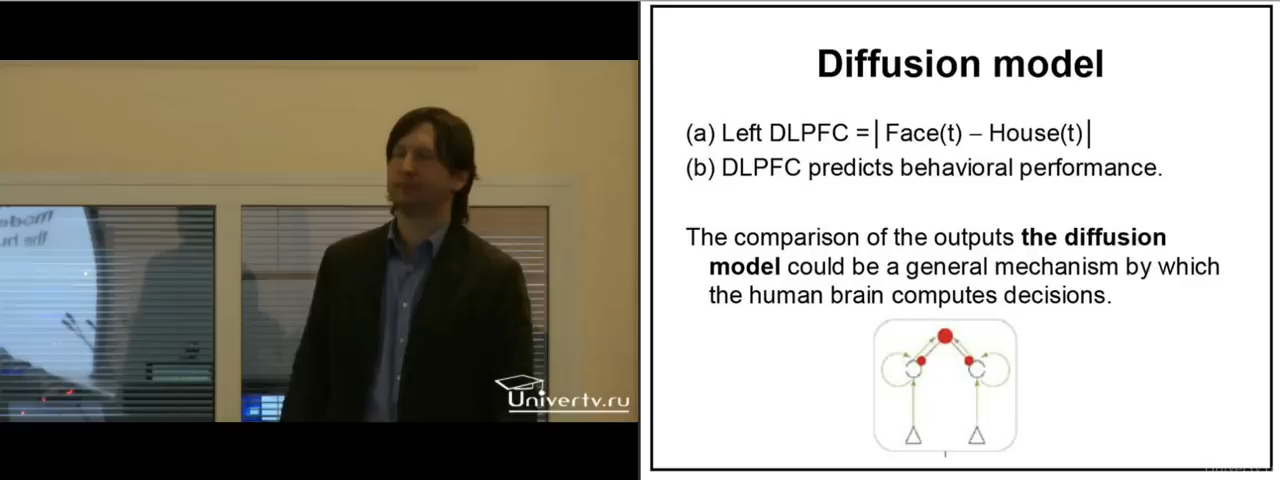 Univertv.ru
Diffusion model
(a) Left DLPFC =| Face(t) – House(t)|
(b) DLPFC predicts behavioral performance.
The comparison of the outputs the diffusion
model could be a general mechanism by which
the human brain computes decisions.